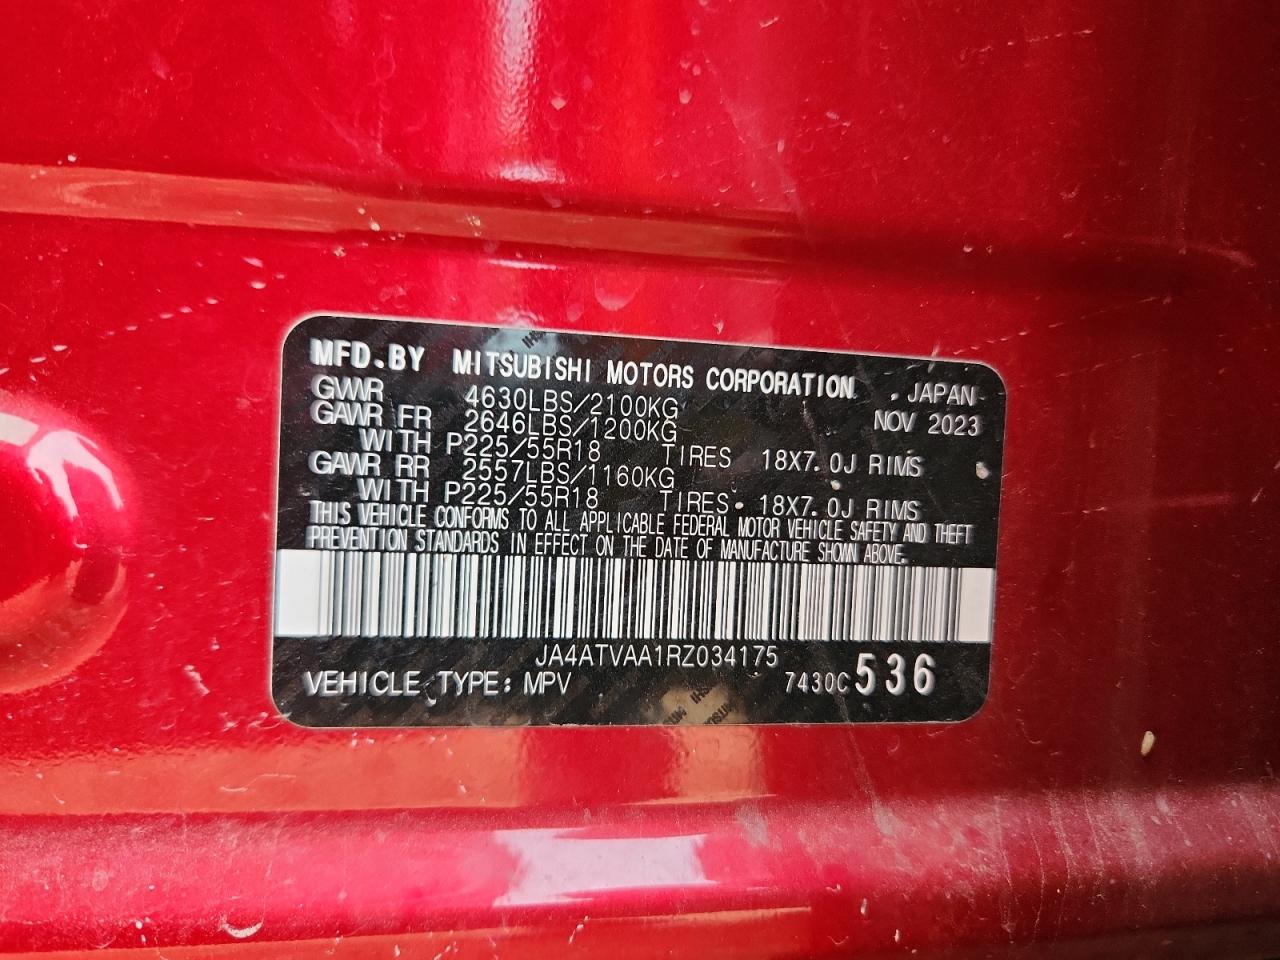 MFD.BY MITSUBISHI MOTORS CORPORATION JAPAN
GVWR 4630LBS/2100KG NOV 2023
GAWR FR 2646LBS/1200KG
WITH P225/55R18 TIRES 18X7.0J RIMS
GAWR RR 2557LBS/1160KG
WITH P225/55R18 TIRES 18X7.0J RIMS
THIS VEHICLE CONFORMS TO ALL APPLICABLE FEDERAL MOTOR VEHICLE SAFETY AND THEFT
PREVENTION STANDARDS IN EFFECT ON THE DATE OF MANUFACTURE SHOWN ABOVE.
JA4ATVAA1RZ034175
VEHICLE TYPE: MPV 7430C 536